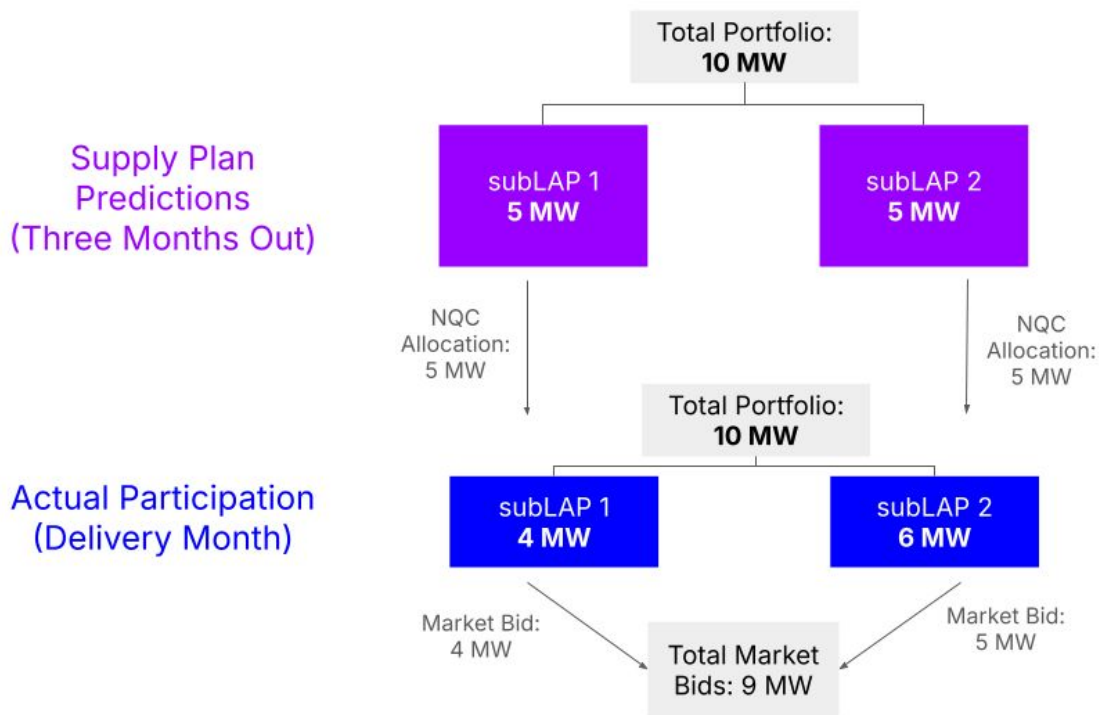 Total Portfolio:
10 MW
Supply Plan
Predictions
(Three Months Out)
subLAP 1
5 MW
subLAP 2
5 MW
NQC
Allocation:
5 MW
NQC
Allocation:
5 MW
Total Portfolio:
10 MW
Actual Participation
(Delivery Month)
subLAP 1
4 MW
subLAP 2
6 MW
Market Bid:
4 MW
Market Bid:
5 MW
Total Market
Bids: 9 MW